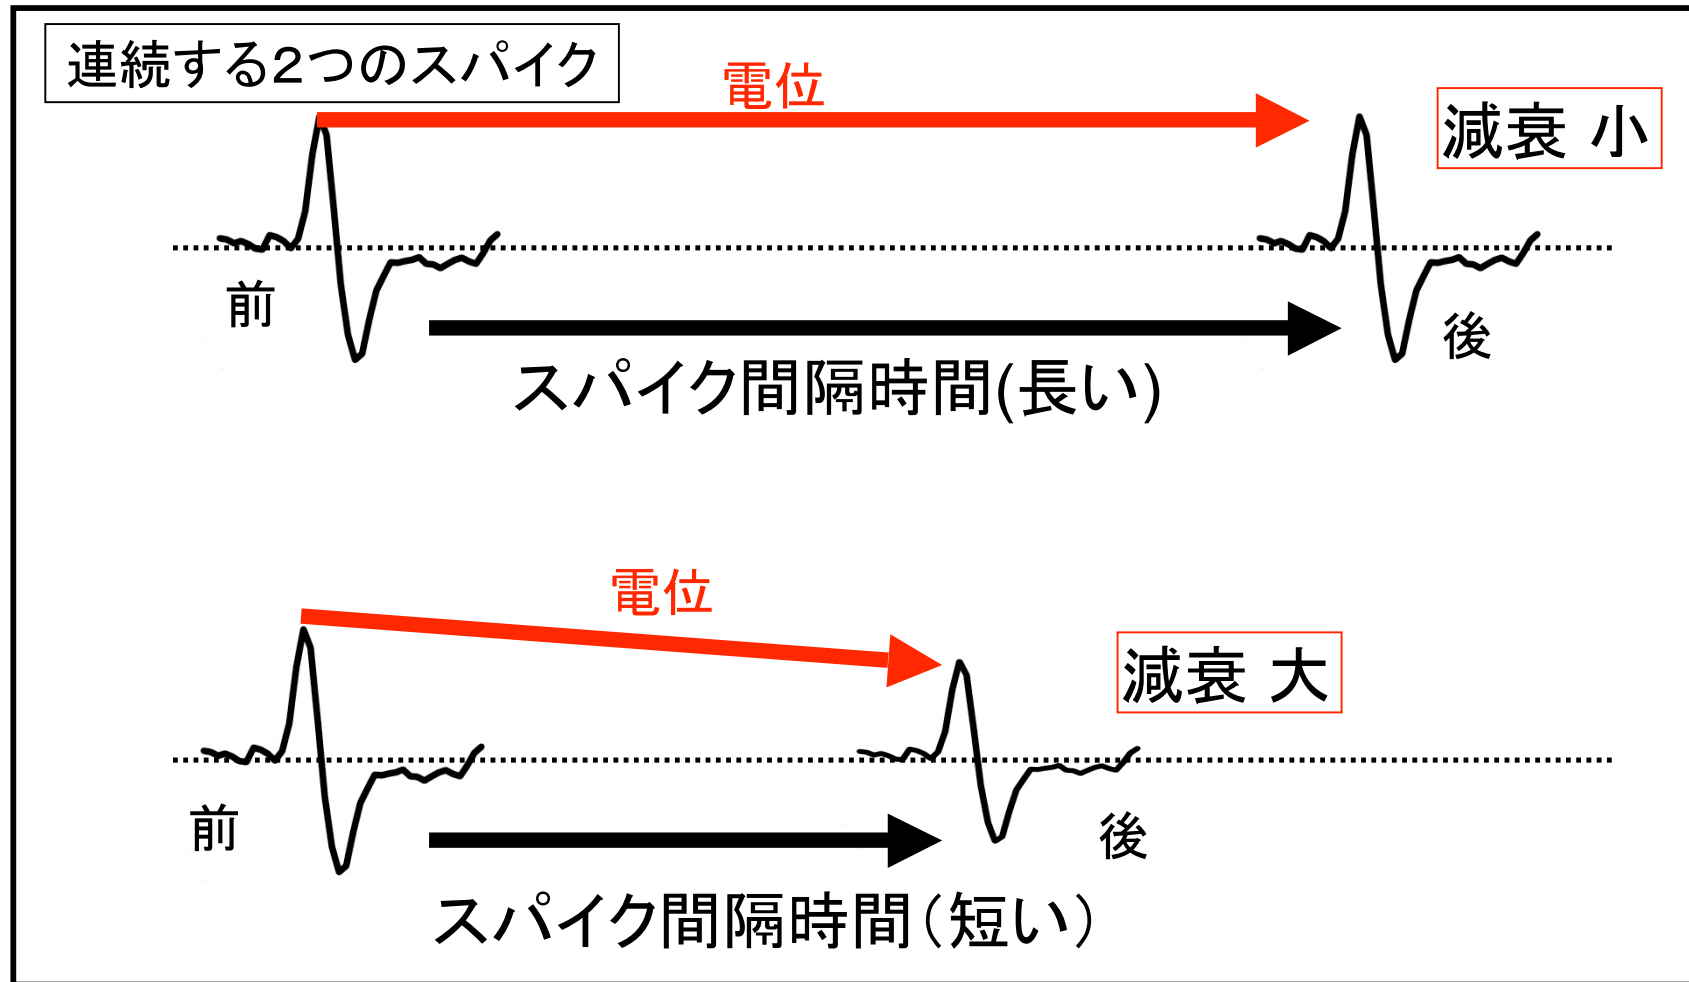 連続する2つのスパイク
電位
減衰 小
前
後
スパイク間隔時間(長い)
電位
減衰 大
前
後
スパイク間隔時間(短い)